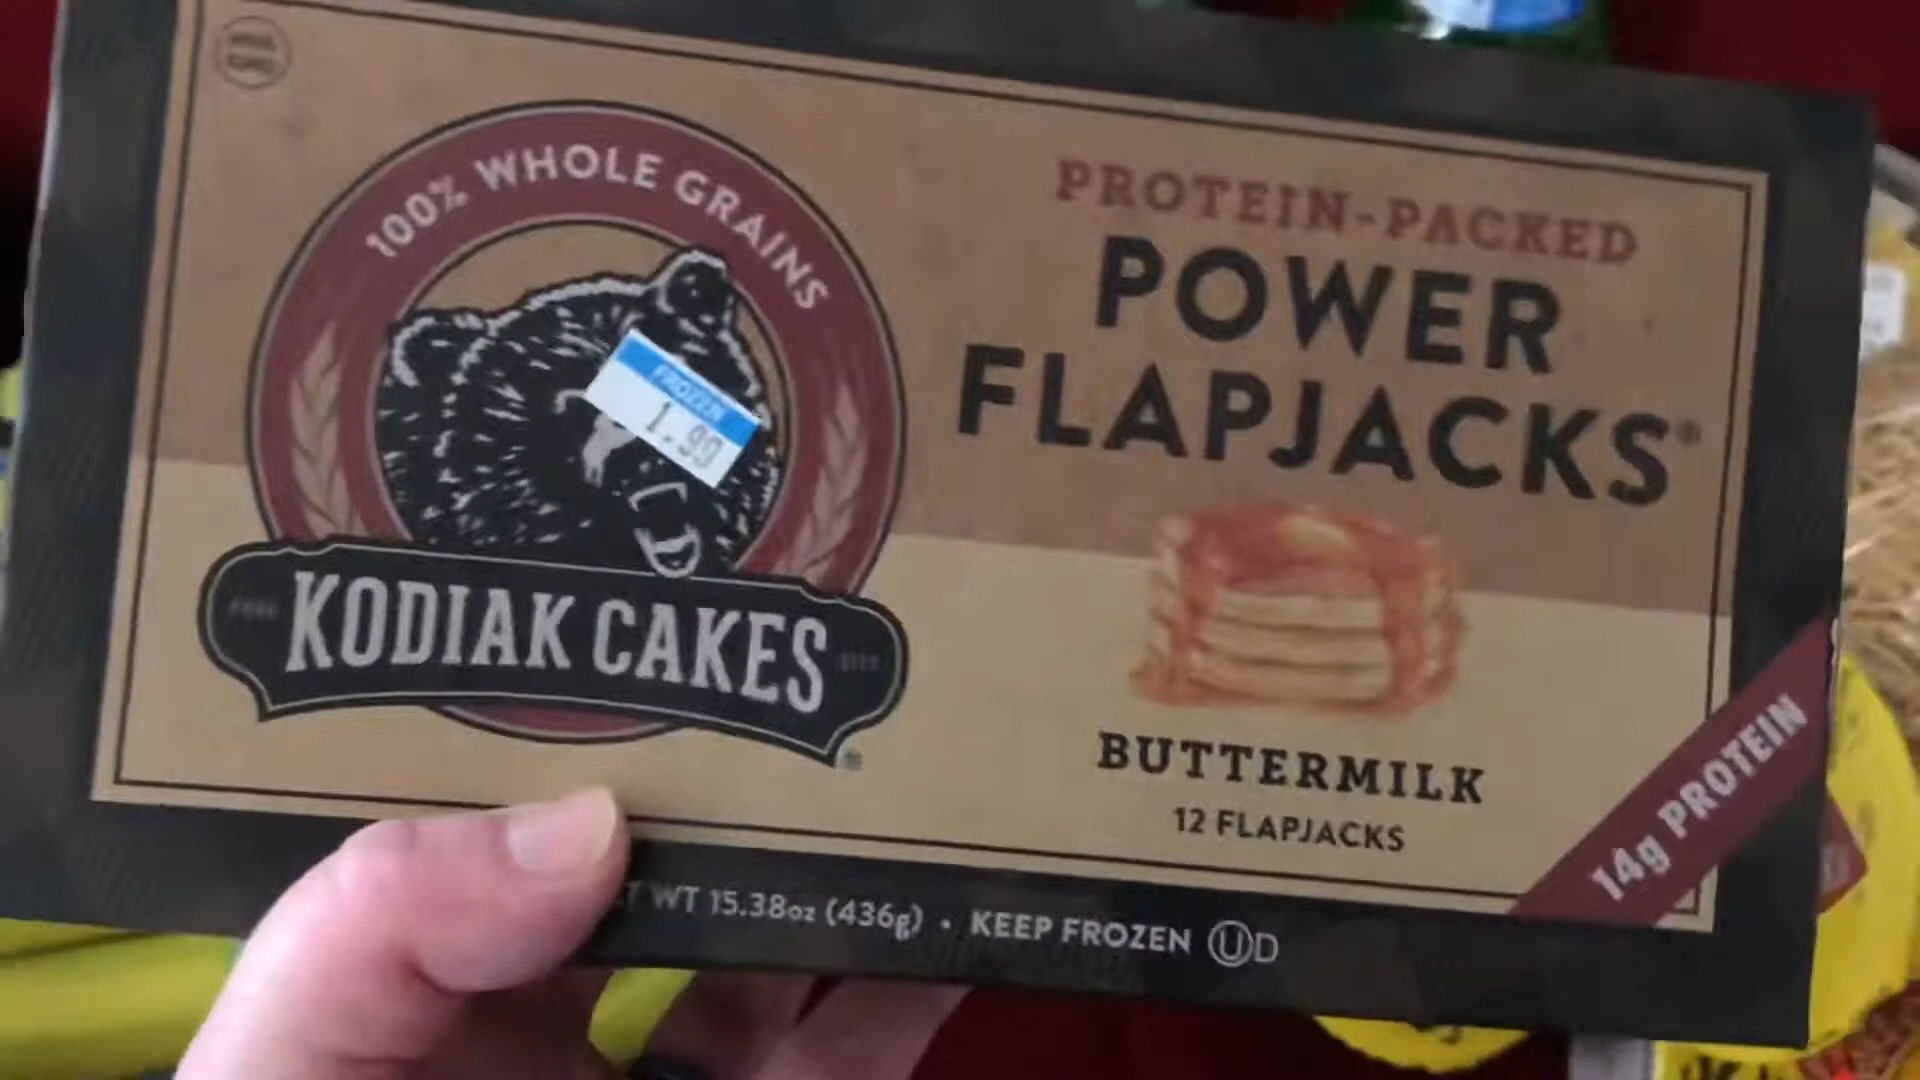 100% WHOLE GRAINS
FROZEN
1.99
KODIAK CAKES
PROTEIN-PACKED
POWER
FLAPJACKS®
BUTTERMILK
12 FLAPJACKS
14g PROTEIN
WT 15.38oz (436g) • KEEP FROZEN UD